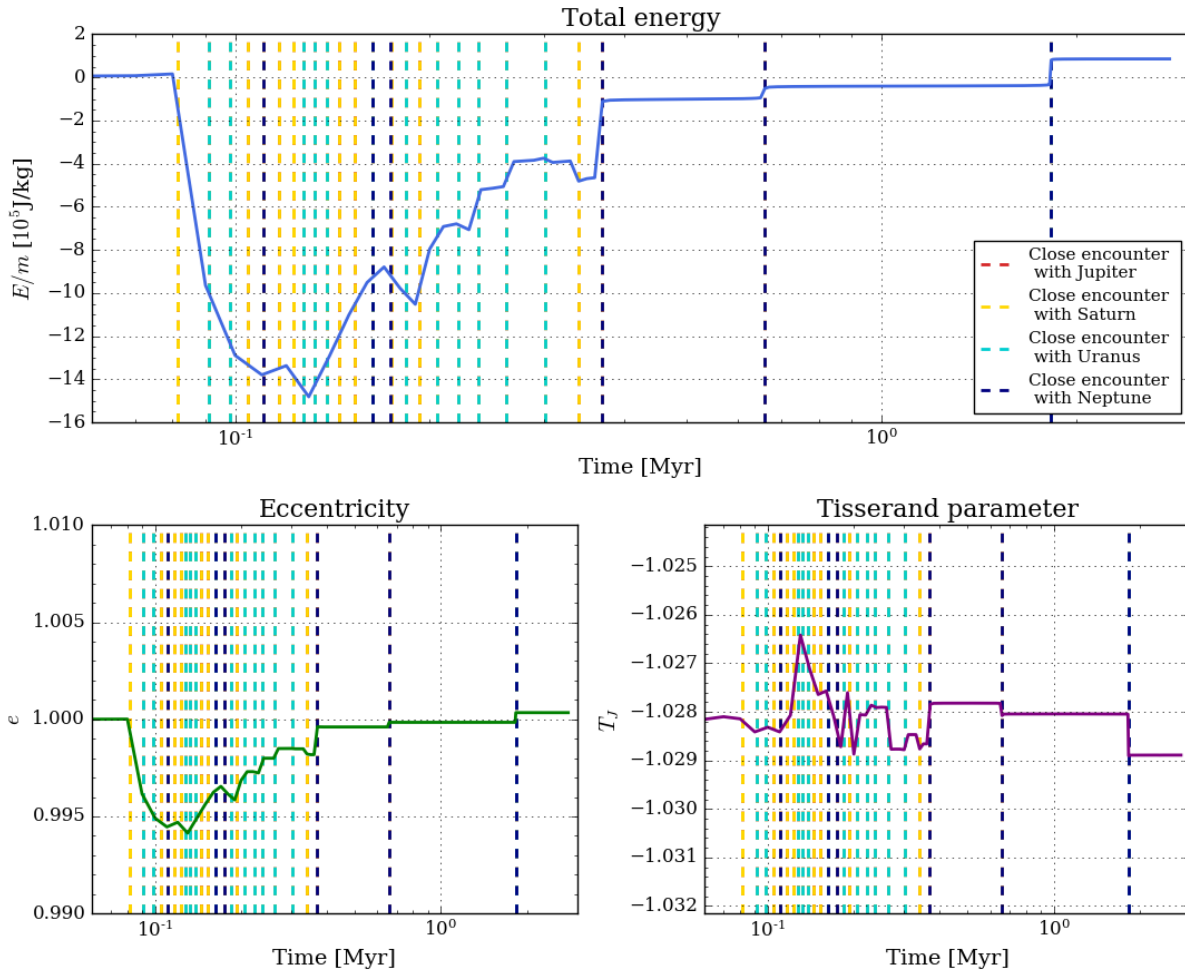 Total energy
2
0
−2
−4
−6
−8
−10
−12
−14
−16
E/m [10⁵J/kg]
10⁻¹
10⁰
Time [Myr]
Close encounter
with Jupiter
Close encounter
with Saturn
Close encounter
with Uranus
Close encounter
with Neptune
Eccentricity
1.010
1.005
1.000
0.995
0.990
e
10⁻¹
10⁰
Time [Myr]
Tisserand parameter
−1.025
−1.026
−1.027
−1.028
−1.029
−1.030
−1.031
−1.032
T_J
10⁻¹
10⁰
Time [Myr]